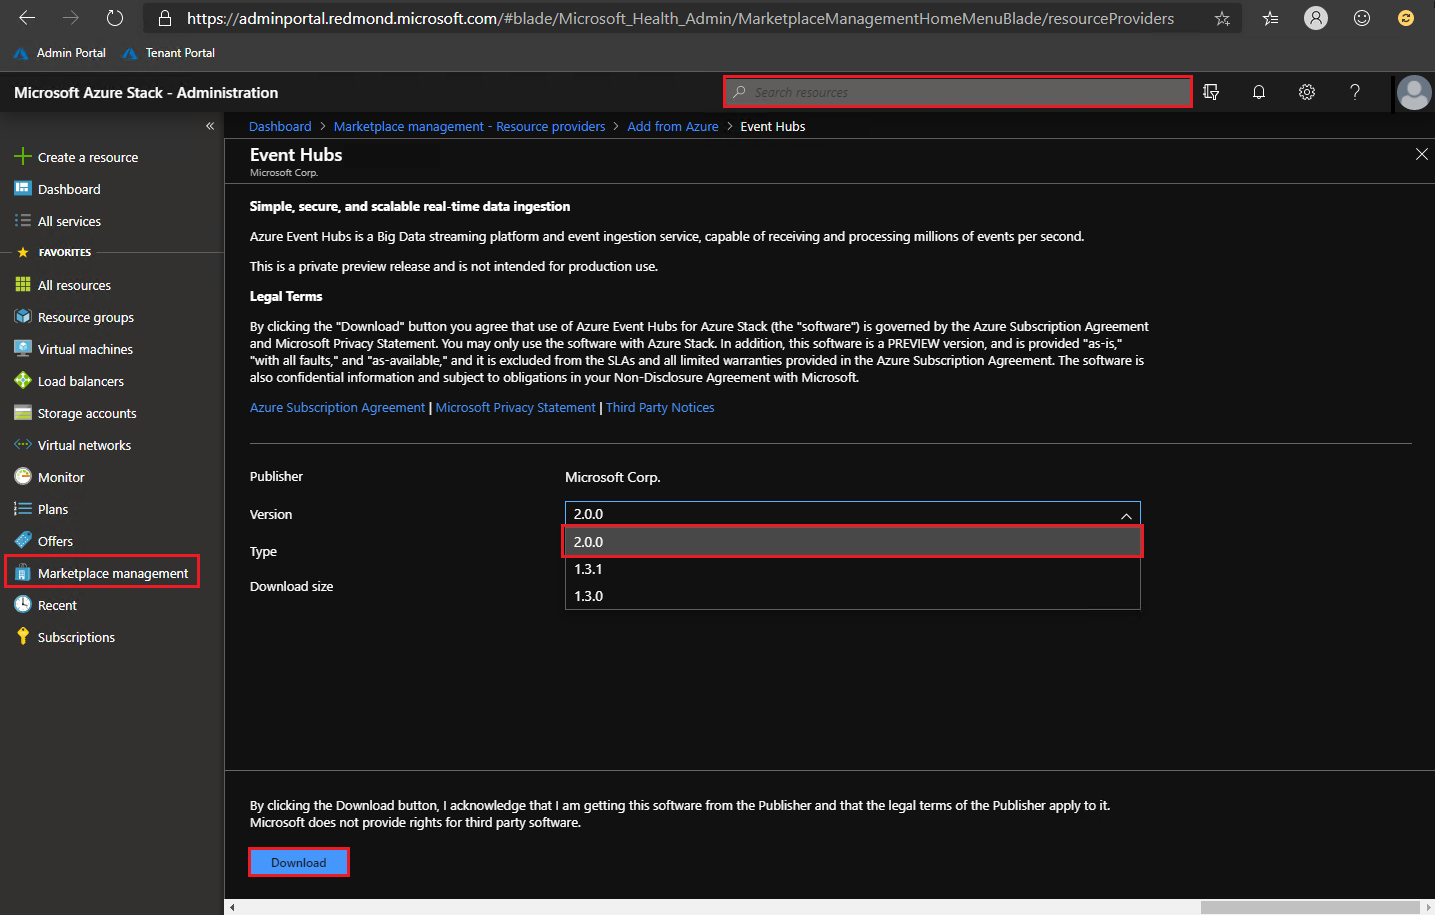 https://adminportal.redmond.microsoft.com/#blade/Microsoft_Health_Admin/MarketplaceManagementHomeMenuBlade/resourceProviders
Admin Portal
Tenant Portal
Microsoft Azure Stack - Administration
Search resources
?
«
Dashboard > Marketplace management - Resource providers > Add from Azure > Event Hubs
Create a resource
Dashboard
All services
FAVORITES
All resources
Resource groups
Virtual machines
Load balancers
Storage accounts
Virtual networks
Monitor
Plans
Offers
Marketplace management
Recent
Subscriptions
Event Hubs
Microsoft Corp.
Simple, secure, and scalable real-time data ingestion
Azure Event Hubs is a Big Data streaming platform and event ingestion service, capable of receiving and processing millions of events per second.
This is a private preview release and is not intended for production use.
Legal Terms
By clicking the "Download" button you agree that use of Azure Event Hubs for Azure Stack (the "software") is governed by the Azure Subscription Agreement
and Microsoft Privacy Statement. You may only use the software with Azure Stack. In addition, this software is a PREVIEW version, and is provided "as-is,"
"with all faults," and "as-available," and it is excluded from the SLAs and all limited warranties provided in the Azure Subscription Agreement. The software is
also confidential information and subject to obligations in your Non-Disclosure Agreement with Microsoft.
Azure Subscription Agreement | Microsoft Privacy Statement | Third Party Notices
Publisher
Microsoft Corp.
Version
2.0.0
2.0.0
1.3.1
1.3.0
Type
Download size
By clicking the Download button, I acknowledge that I am getting this software from the Publisher and that the legal terms of the Publisher apply to it.
Microsoft does not provide rights for third party software.
Download